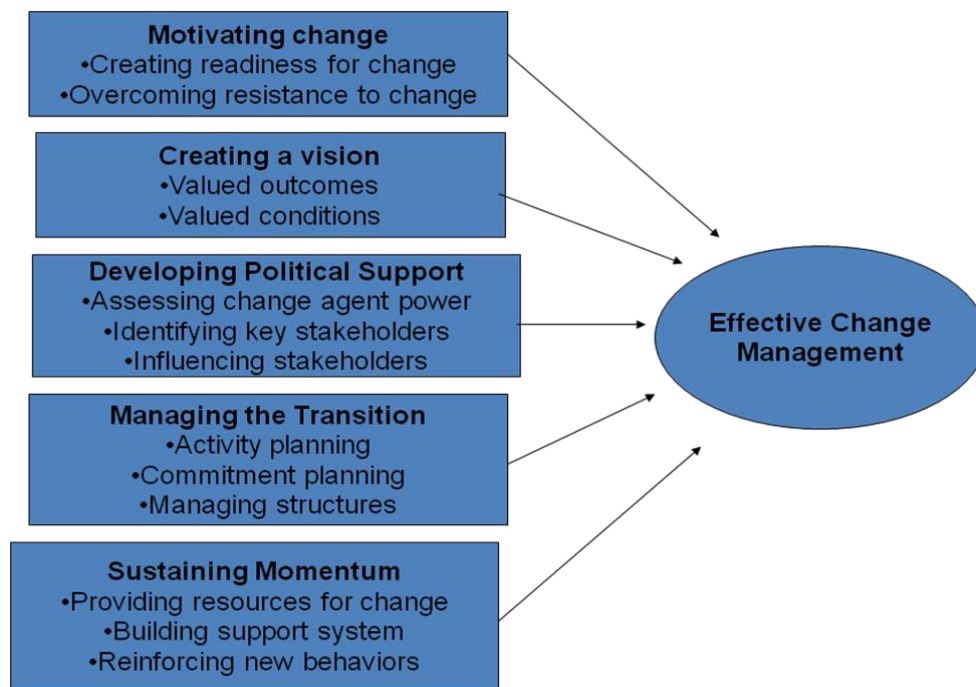 Motivating change
•Creating readiness for change
•Overcoming resistance to change
Creating a vision
•Valued outcomes
•Valued conditions
Developing Political Support
•Assessing change agent power
•Identifying key stakeholders
•Influencing stakeholders
Managing the Transition
•Activity planning
•Commitment planning
•Managing structures
Sustaining Momentum
•Providing resources for change
•Building support system
•Reinforcing new behaviors
Effective Change
Management